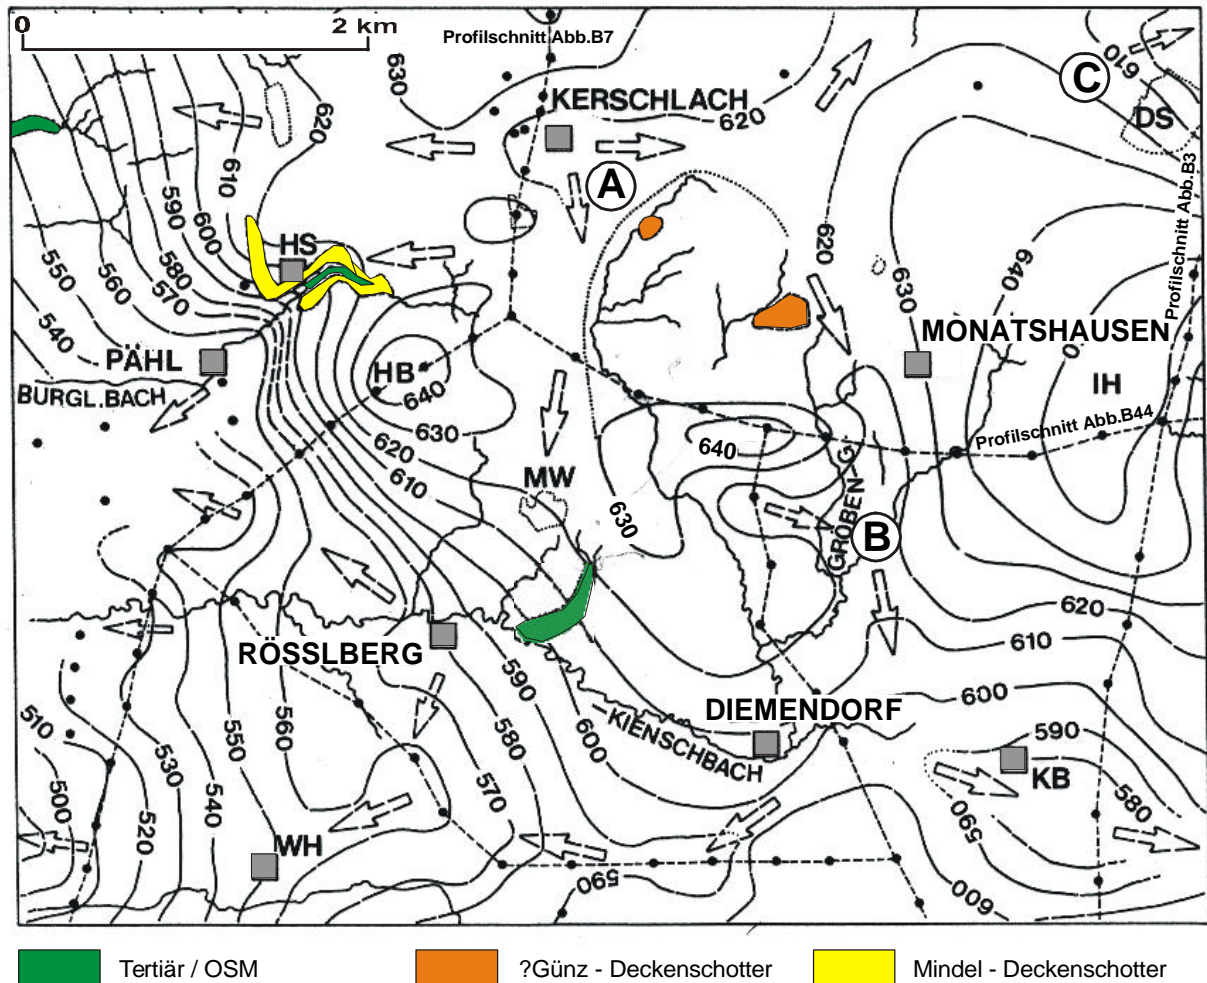 0 2 km
Profilschnitt Abb.B7
630
KERSCHLACH
620
C
610
DS
Profilschnitt Abb.B3
620
610
A
590
600
HS
550
580
560
570
540
620
630
640
MONATSHAUSEN
PÄHL
BURGL.BACH
HB
640
630
IH
Profilschnitt Abb.B44
620
640
610
MW
630
GRÖBEN G
B
620
610
RÖSSLBERG
590
600
DIEMENDORF
510
550
560
580
600
KIENSCHBACH
590
KB
530
500
540
570
580
520
590
WH
590
600
Tertiär / OSM
?Günz - Deckenschotter
Mindel - Deckenschotter